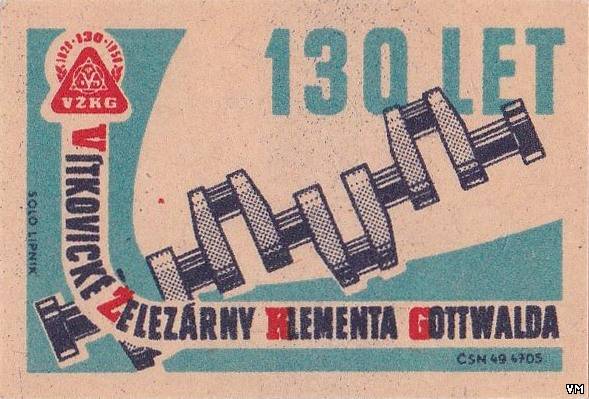 1828 · 130 · 1958
VŽKG
130 LET
VÍTKOVICKÉ ŽELEZÁRNY KLEMENTA GOTTWALDA
SOLO LIPNÍK
ČSN 49 4705
VM